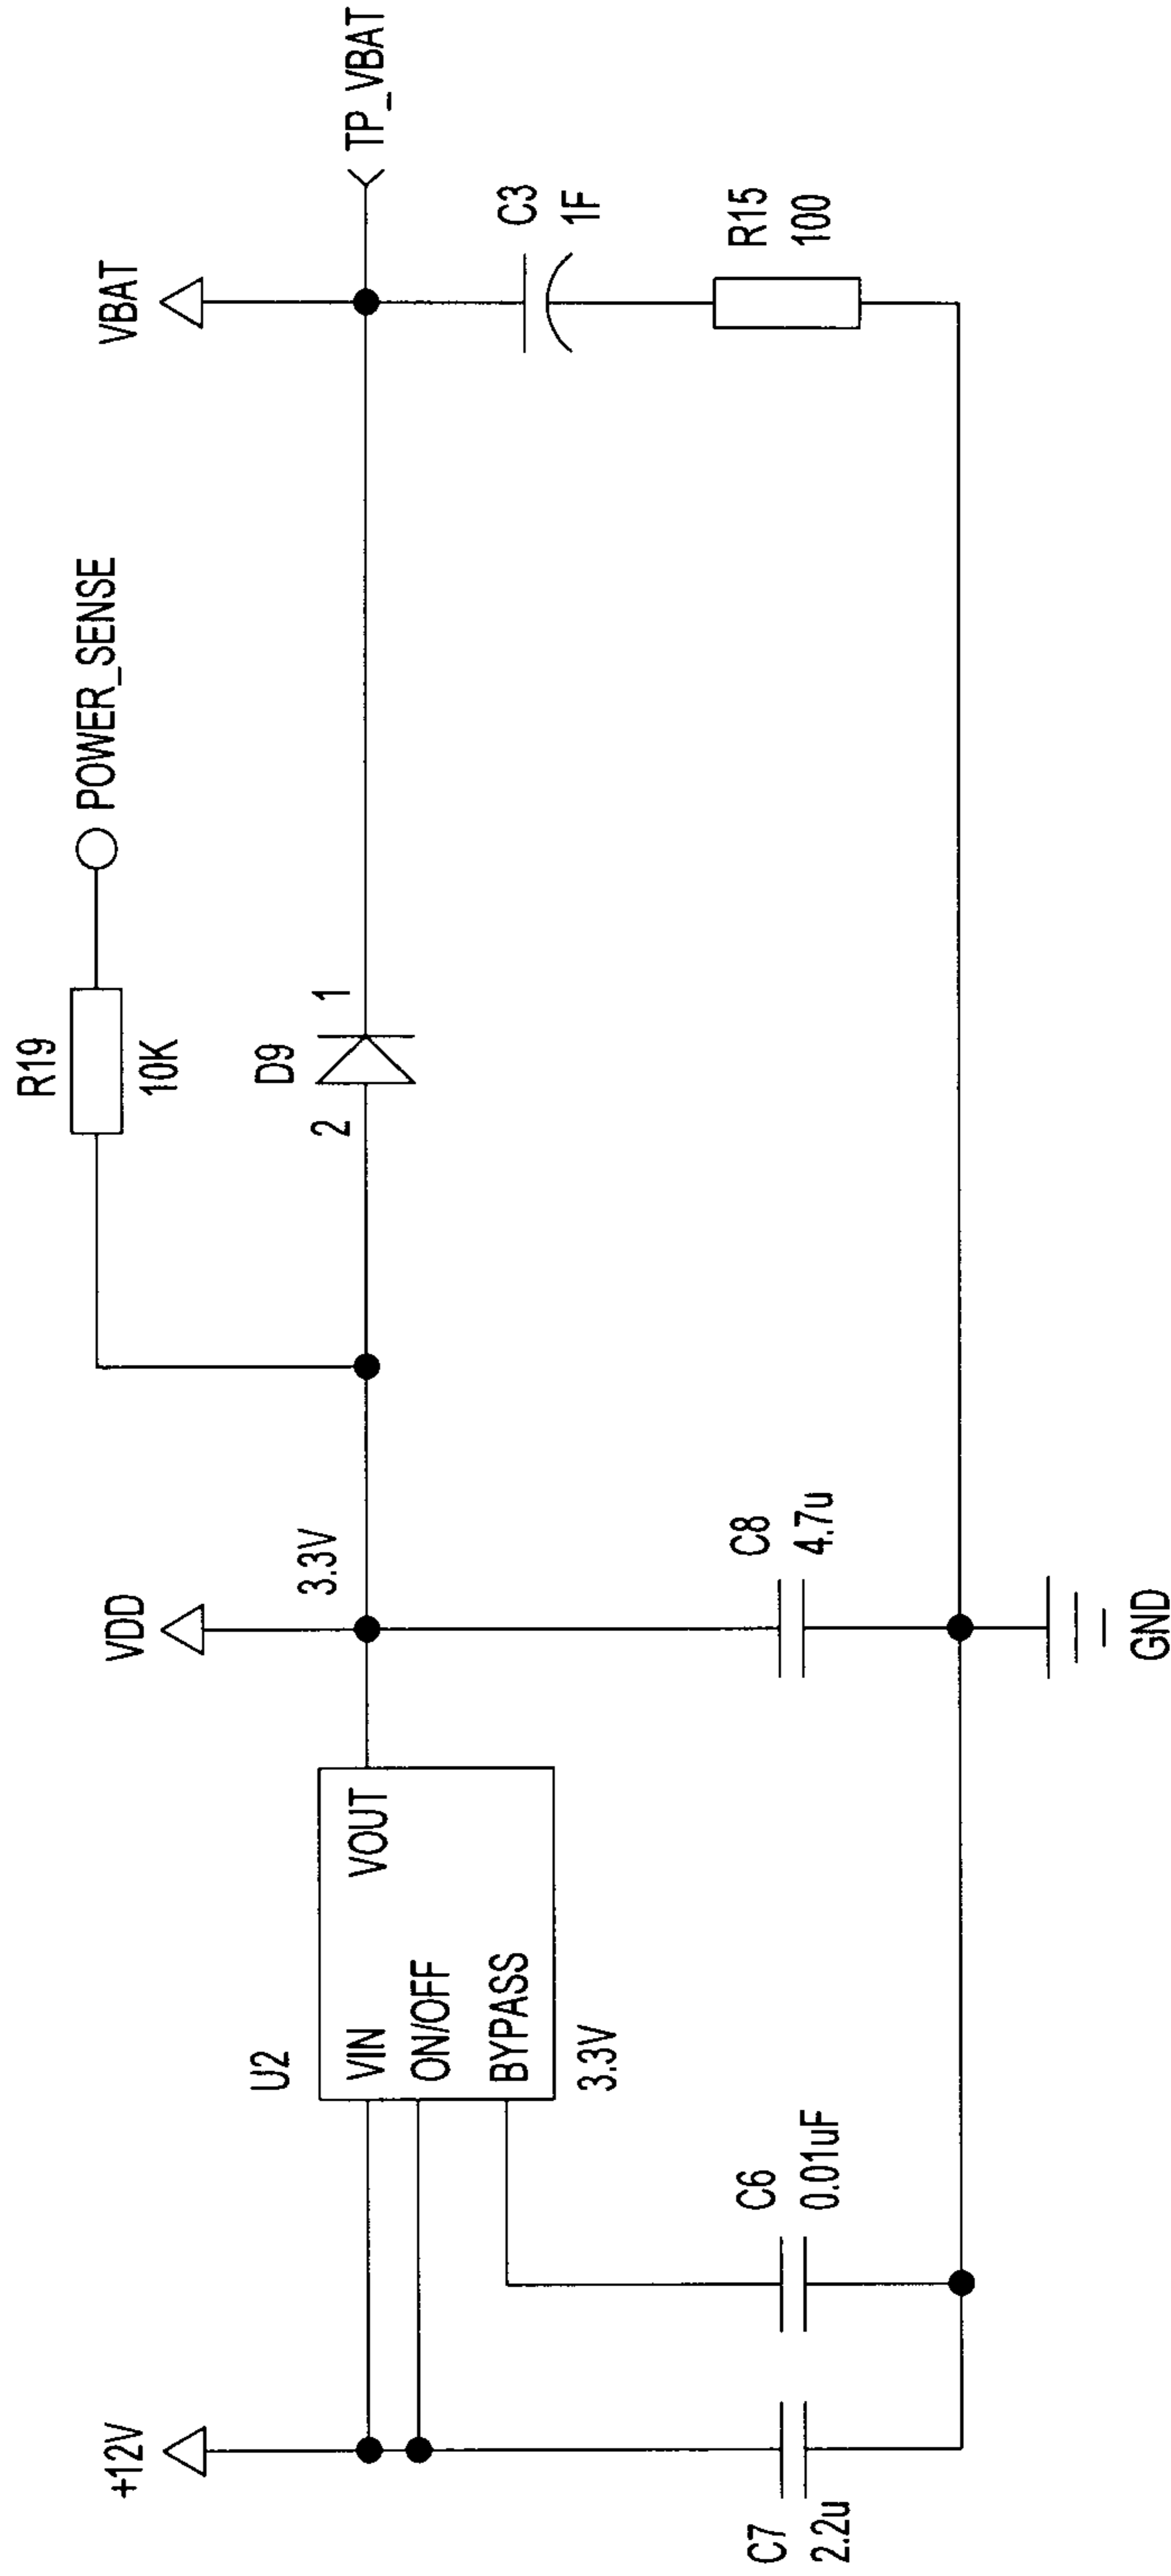 R19
10K
POWER_SENSE
+12V
VDD
VBAT
U2
3.3V
D9
2
1
TP_VBAT
VIN
VOUT
ON/OFF
BYPASS
3.3V
C3
1F
C7
2.2u
C6
0.01uF
C8
4.7u
R15
100
GND